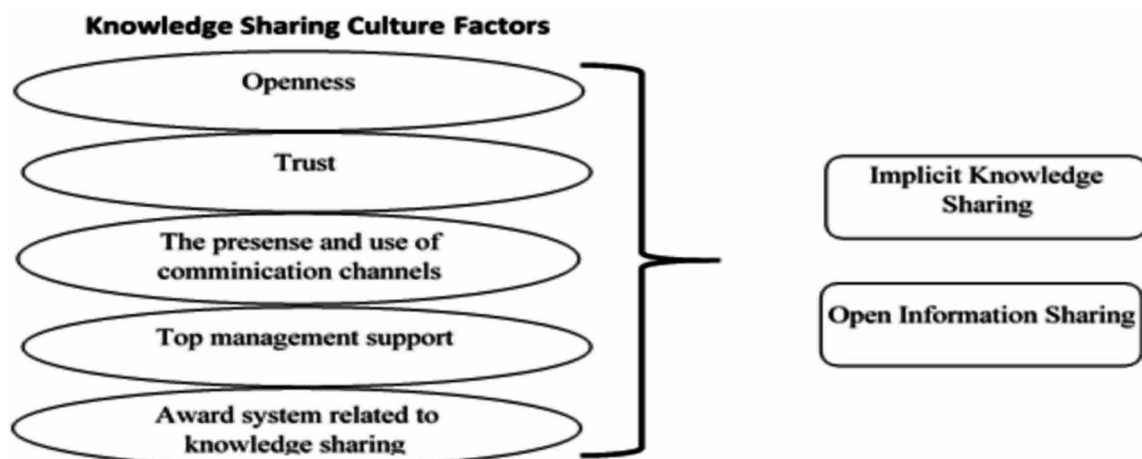 Knowledge Sharing Culture Factors
Openness
Trust
The presense and use of
comminication channels
Top management support
Award system related to
knowledge sharing
Implicit Knowledge
Sharing
Open Information Sharing